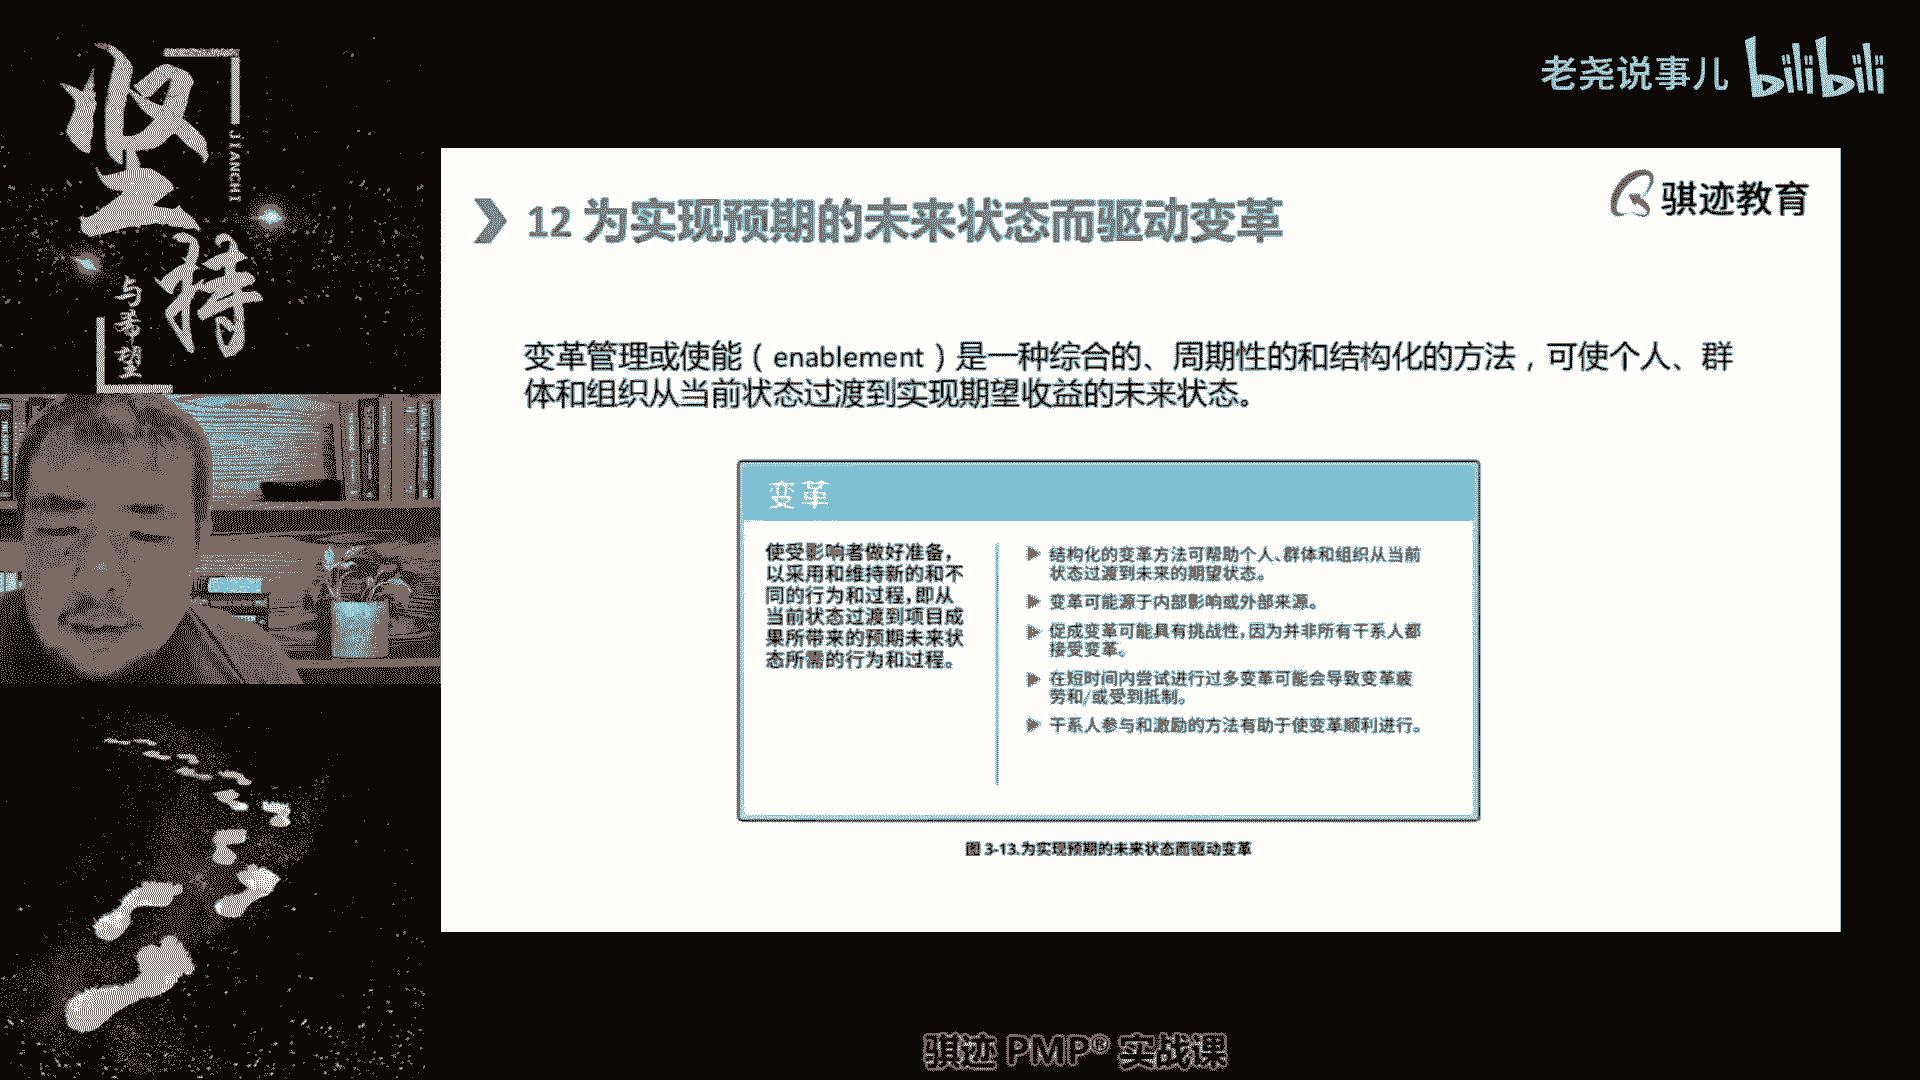 坚持
JIANCHI
与希望
老尧说事儿 bilibili
骐迹教育
12 为实现预期的未来状态而驱动变革
变革管理或使能（enablement）是一种综合的、周期性的和结构化的方法，可使个人、群
体和组织从当前状态过渡到实现期望收益的未来状态。
变革
使受影响者做好准备，
以采用和维持新的和不
同的行为和过程，即从
当前状态过渡到项目成
果所带来的预期未来状
态所需的行为和过程。
结构化的变革方法可帮助个人、群体和组织从当前
状态过渡到未来的期望状态。
变革可能源于内部影响或外部来源。
促成变革可能具有挑战性，因为并非所有干系人都
接受变革。
在短时间内尝试进行过多变革可能会导致变革疲
劳和/或受到抵制。
干系人参与和激励的方法有助于使变革顺利进行。
图 3-13.为实现预期的未来状态而驱动变革
骐迹 PMP® 实战课